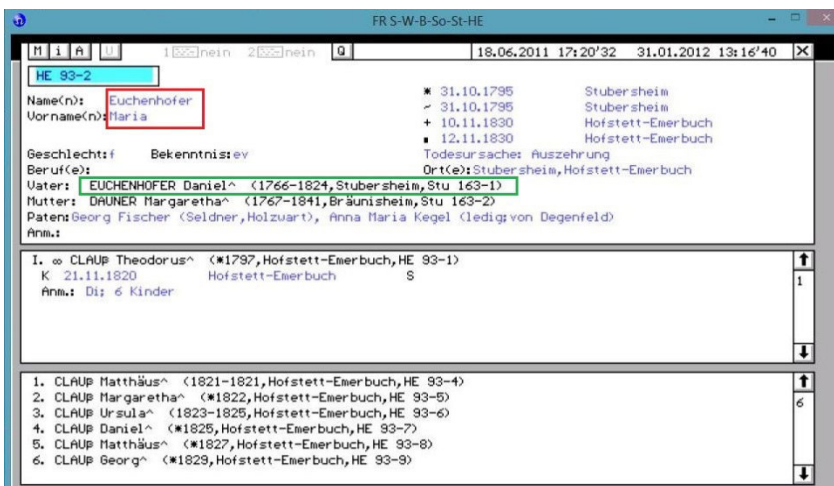 FR S-W-B-So-St-HE
M i A U 1 nein 2 nein Q 18.06.2011 17:20'32 31.01.2012 13:16'40
HE 93-2
Name(n): Euchenhofer
Vorname(n): Maria
* 31.10.1795 Stubersheim
~ 31.10.1795 Stubersheim
+ 10.11.1830 Hofstett-Emerbuch
▪ 12.11.1830 Hofstett-Emerbuch
Geschlecht:f Bekenntnis:ev Todesursache: Auszehrung
Beruf(e): Ort(e):Stubersheim,Hofstett-Emerbuch
Vater: EUCHENHOFER Daniel^ (1766-1824,Stubersheim,Stu 163-1)
Mutter: DAUNER Margaretha^ (1767-1841,Bräunisheim,Stu 163-2)
Paten:Georg Fischer (Seldner,Holzwart), Anna Maria Kegel (ledig;von Degenfeld)
Anm.:
I. ∞ CLAUß Theodorus^ (*1797,Hofstett-Emerbuch,HE 93-1)
K 21.11.1820 Hofstett-Emerbuch S
Anm.: Di; 6 Kinder
1
1. CLAUß Matthäus^ (1821-1821,Hofstett-Emerbuch,HE 93-4)
2. CLAUß Margaretha^ (*1822,Hofstett-Emerbuch,HE 93-5)
3. CLAUß Ursula^ (1823-1825,Hofstett-Emerbuch,HE 93-6)
4. CLAUß Daniel^ (*1825,Hofstett-Emerbuch,HE 93-7)
5. CLAUß Matthäus^ (*1827,Hofstett-Emerbuch,HE 93-8)
6. CLAUß Georg^ (*1829,Hofstett-Emerbuch,HE 93-9)
6